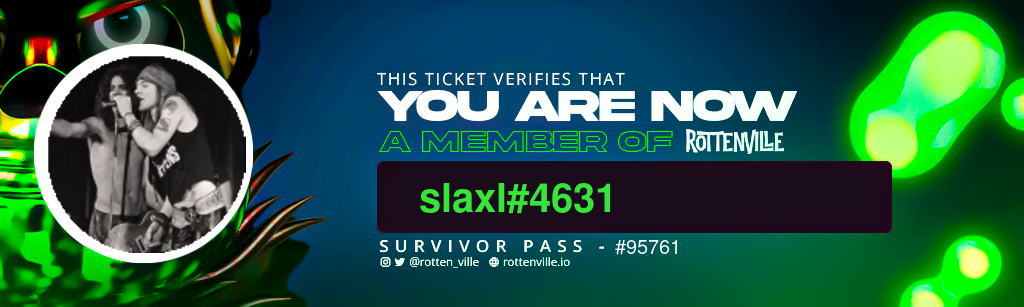 THIS TICKET VERIFIES THAT
YOU ARE NOW
A MEMBER OF ROTTENVILLE
slaxl#4631
SURVIVOR PASS - #95761
@rotten_ville rottenville.io